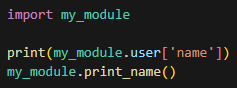 import my_module
print(my_module.user['name'])
my_module.print_name()